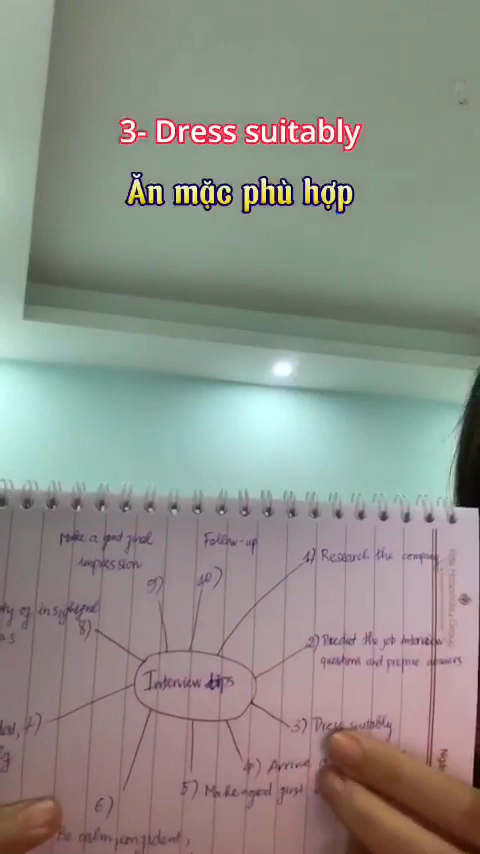 3- Dress suitably
Ăn mặc phù hợp
Make a good final
impression
Follow-up
9)
10)
1) Research the company
8)
2) Predict the job interview
questions and prepare answers
Interview tips
7)
3) Dress suitably
4) Arrive
5) Make good first
6)
be calm, confident,